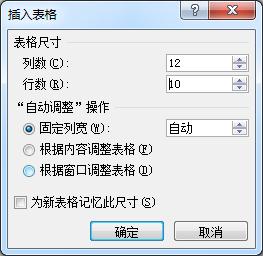 插入表格
表格尺寸
列数(C): 12
行数(R): 10
“自动调整”操作
固定列宽(W): 自动
根据内容调整表格(F)
根据窗口调整表格(D)
为新表格记忆此尺寸(S)
确定 取消